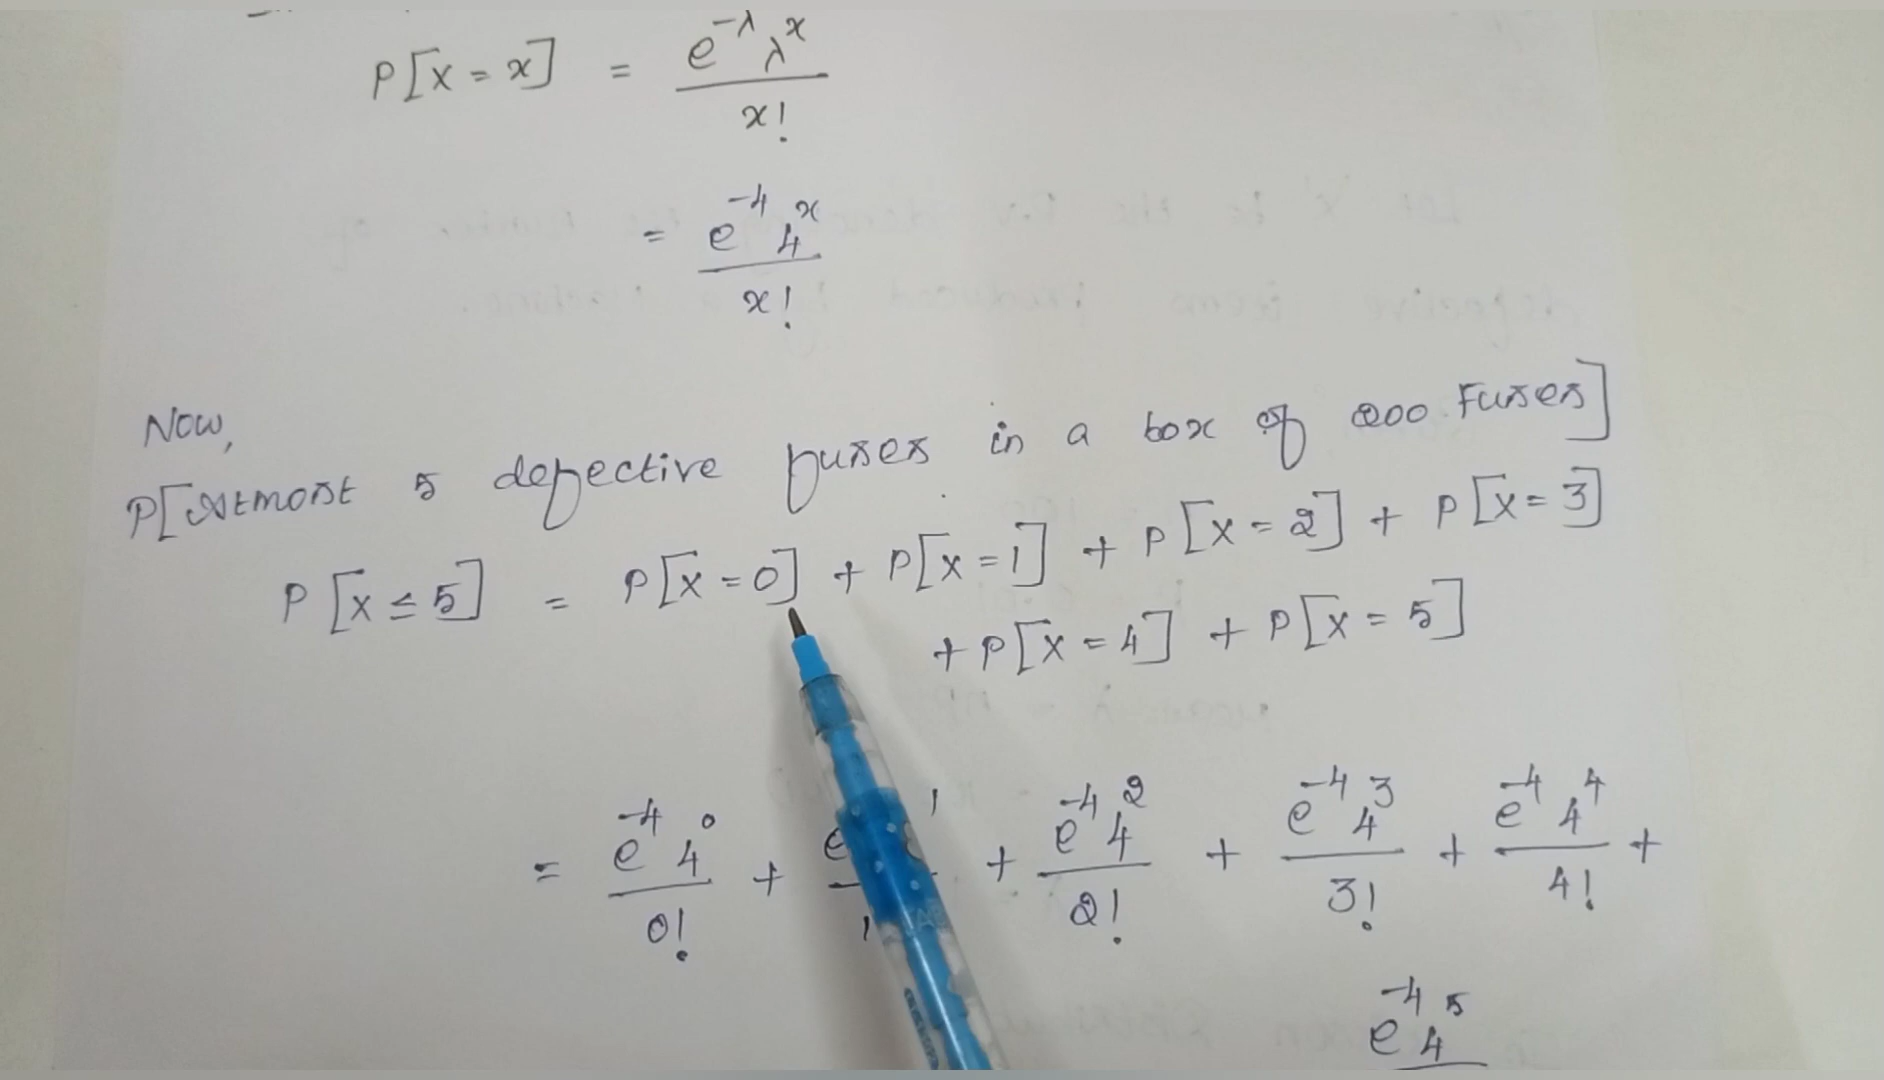 P[X = x] = e^{-λ} λ^x / x!
= e^{-4} 4^x / x!
Now,
P[Atmost 5 defective fuses in a box of 200 Fuses]
P[X ≤ 5] = P[X = 0] + P[X = 1] + P[X = 2] + P[X = 3]
+ P[X = 4] + P[X = 5]
= e^{-4} 4^0 / 0! + e 1 / 1 + e^{-4} 4^2 / 2! + e^{-4} 4^3 / 3! + e^{-4} 4^4 / 4! +
e^{-4} 4^5